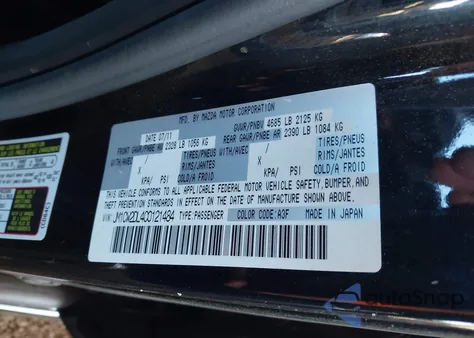 MFD. BY MAZDA MOTOR CORPORATION
DATE 07/11 GVWR/PNBV 4685 LB 2125 KG
FRONT GAWR/PNBE AV 2328 LB 1056 KG REAR GAWR/PNBE AR 2390 LB 1084 KG
WITH/AVEC TIRES/PNEUS WITH/AVEC TIRES/PNEUS
X RIMS/JANTES X RIMS/JANTES
KPA/ PSI COLD/A FROID KPA/ PSI COLD/A FROID
THIS VEHICLE CONFORMS TO ALL APPLICABLE FEDERAL MOTOR VEHICLE SAFETY, BUMPER, AND
THEFT PREVENTION STANDARDS IN EFFECT ON THE DATE OF MANUFACTURE SHOWN ABOVE.
VIN: TYPE: PASSENGER COLOR CODE: A3F MADE IN JAPAN
autoSnap